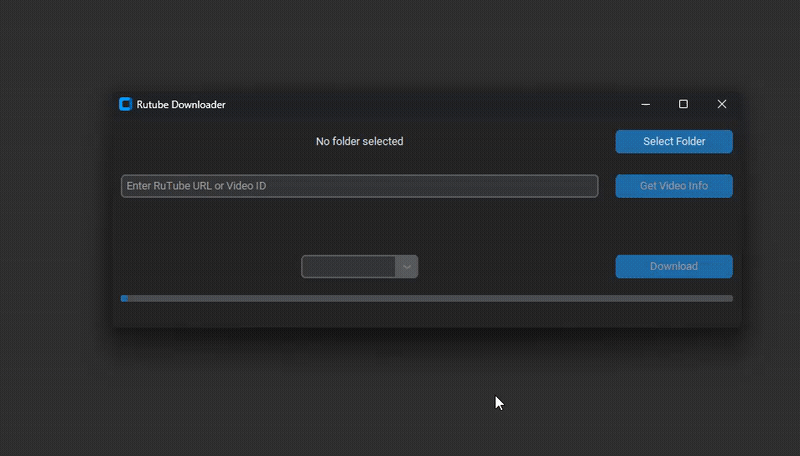 Rutube Downloader
No folder selected
Select Folder
Enter RuTube URL or Video ID
Get Video Info
Download